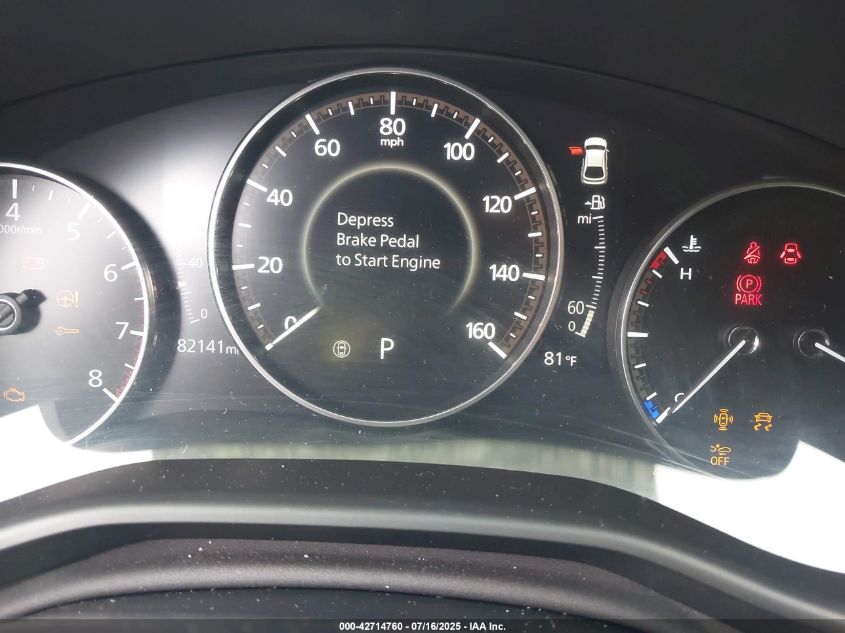 4
000r/min
5
6
7
8
40
0
82141 mi
0
20
40
60
80
mph
100
120
140
160
Depress
Brake Pedal
to Start Engine
P
mi
60
0
81°F
H
C
P
PARK
OFF
000-42714760 - 07/16/2025 - IAA Inc.